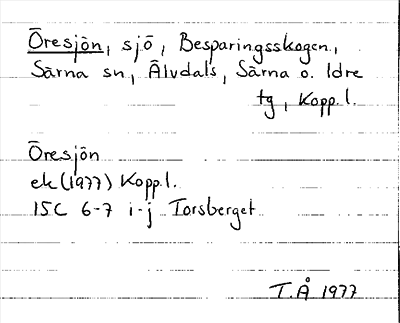 Öresjön, sjö, Besparingsskogen,
Särna sn, Älvdals, Särna o. Idre
tg, Kopp. l.
Öresjön
ek (1977) Kopp. l.
15C 6-7 i-j Torsberget
T.Å 1977